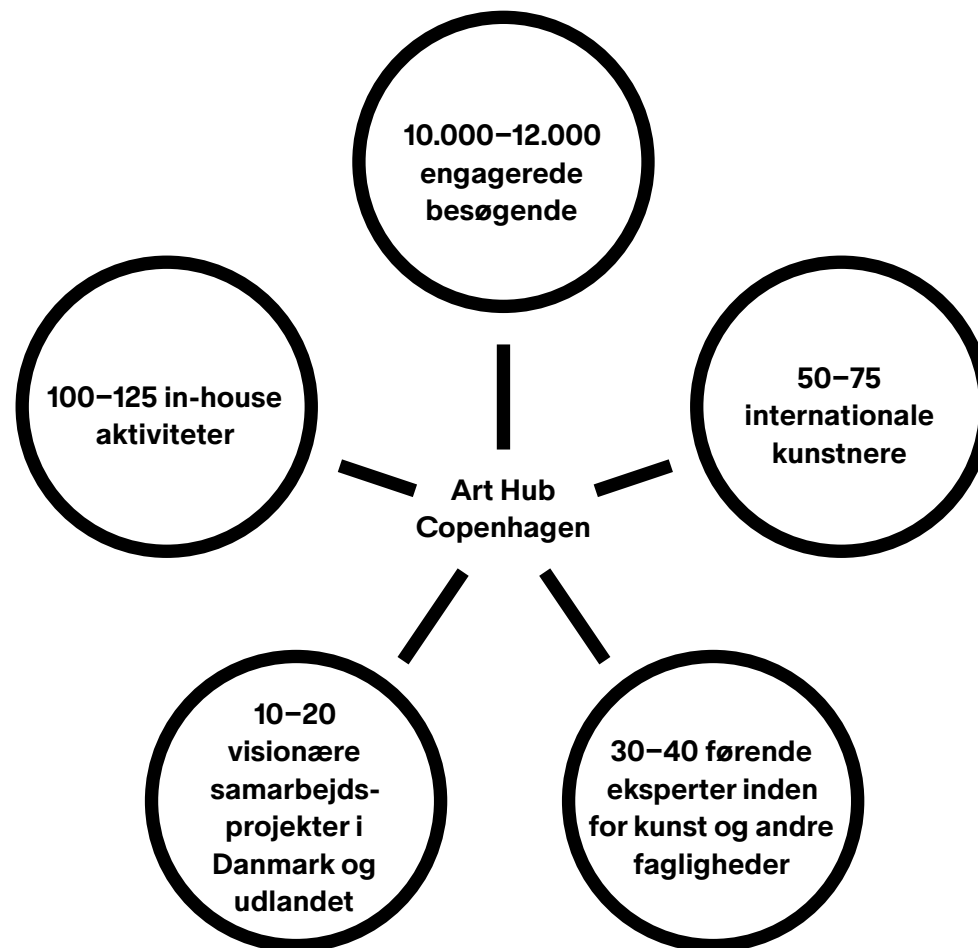 10.000–12.000
engagerede
besøgende
100–125 in-house
aktiviteter
50–75
internationale
kunstnere
Art Hub
Copenhagen
10–20
visionære
samarbejds-
projekter i
Danmark og
udlandet
30–40 førende
eksperter inden
for kunst og andre
fagligheder